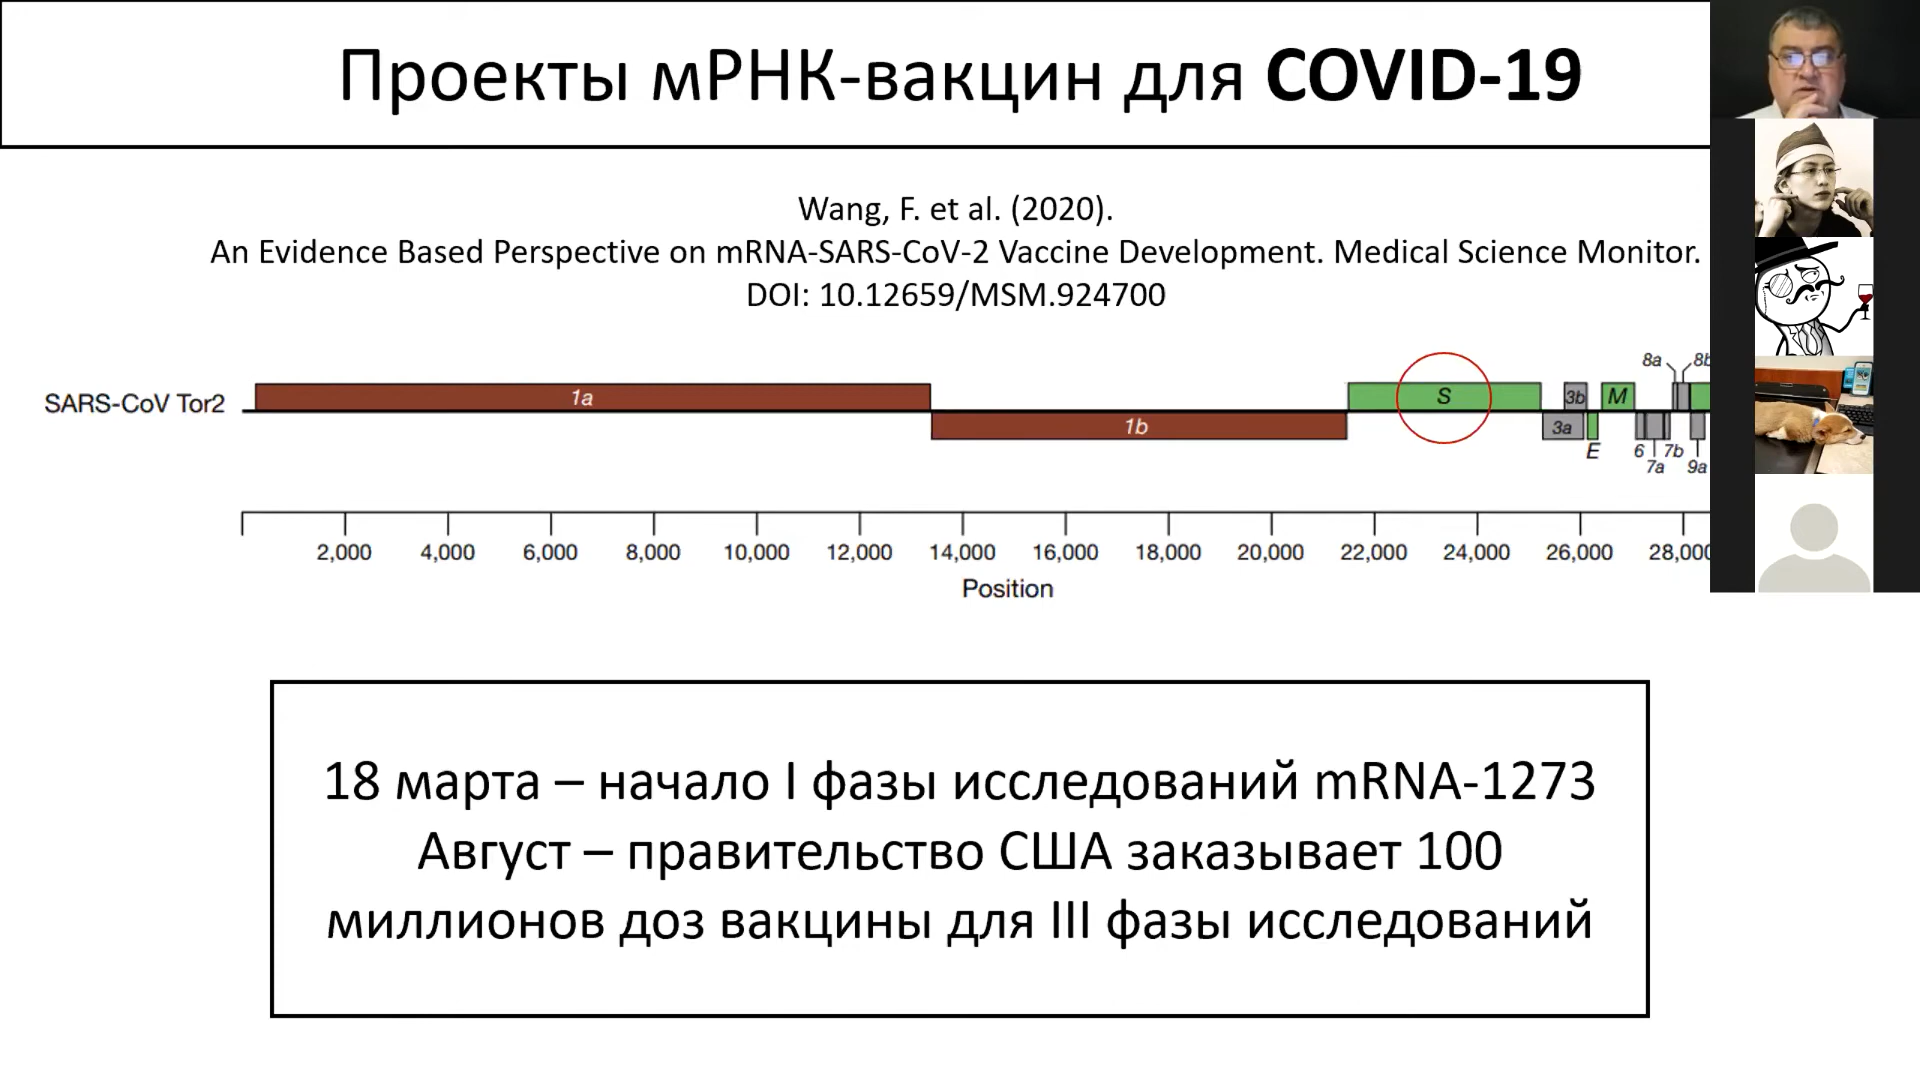 Проекты мРНК-вакцин для COVID-19
Wang, F. et al. (2020).
An Evidence Based Perspective on mRNA-SARS-CoV-2 Vaccine Development. Medical Science Monitor.
DOI: 10.12659/MSM.924700
8a 8b
SARS-CoV Tor2 1a S 3b M
1b 3a
E 6 7b
7a 9a
2,000 4,000 6,000 8,000 10,000 12,000 14,000 16,000 18,000 20,000 22,000 24,000 26,000 28,000
Position
18 марта – начало I фазы исследований mRNA-1273
Август – правительство США заказывает 100
миллионов доз вакцины для III фазы исследований